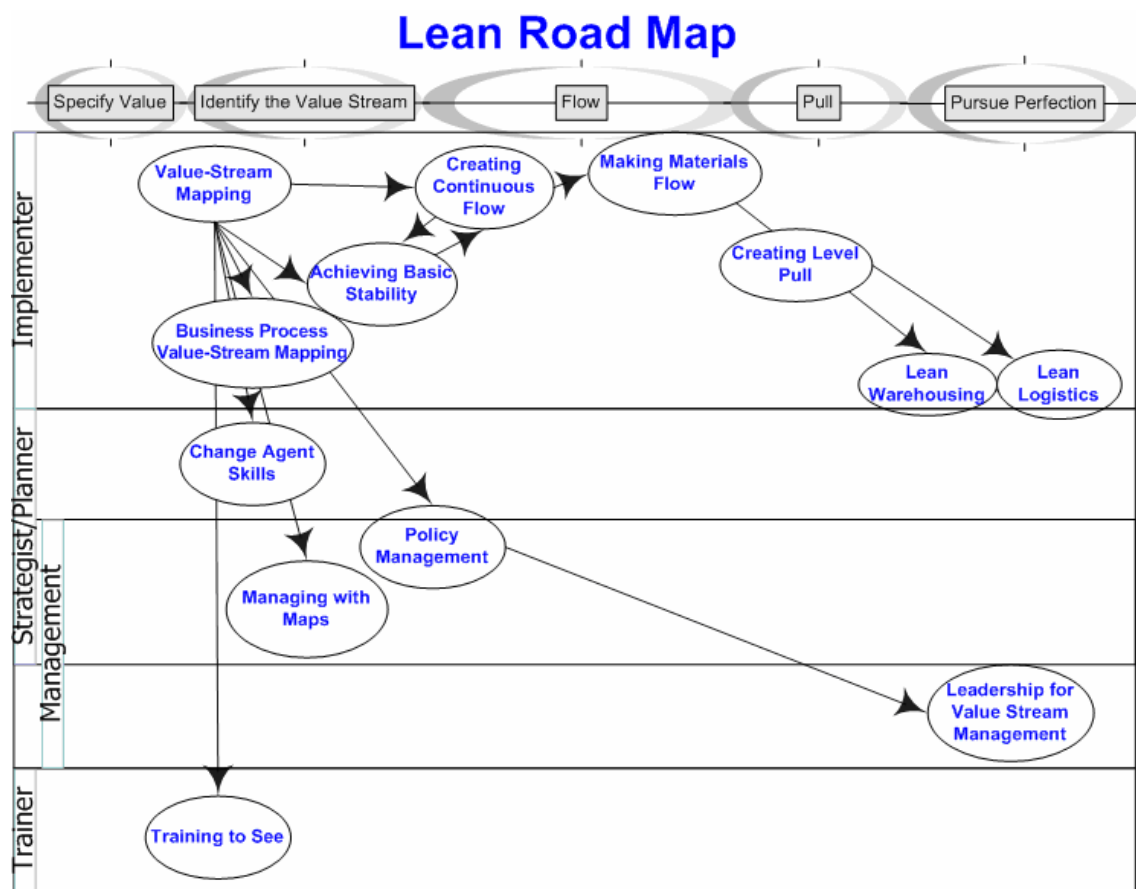 Lean Road Map
Specify Value
Identify the Value Stream
Flow
Pull
Pursue Perfection
Implementer
Value-Stream
Mapping
Creating
Continuous
Flow
Making Materials
Flow
Achieving Basic
Stability
Creating Level
Pull
Business Process
Value-Stream Mapping
Lean
Warehousing
Lean
Logistics
Strategist/Planner
Change Agent
Skills
Management
Policy
Management
Managing with
Maps
Leadership for
Value Stream
Management
Trainer
Training to See